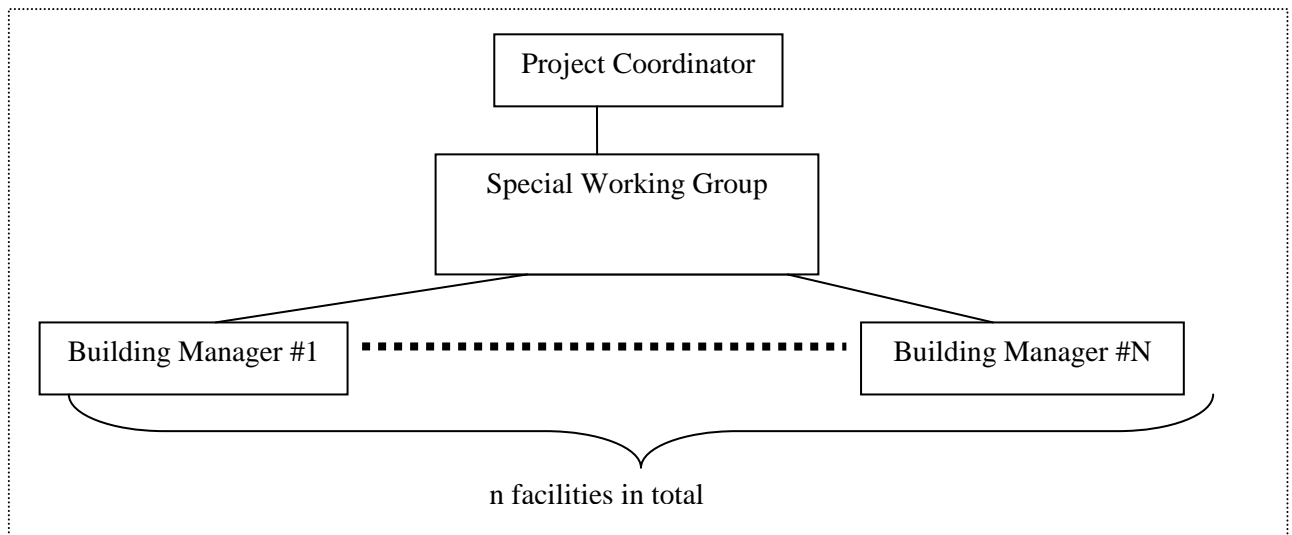 Project Coordinator
Special Working Group
Building Manager #1
Building Manager #N
n facilities in total